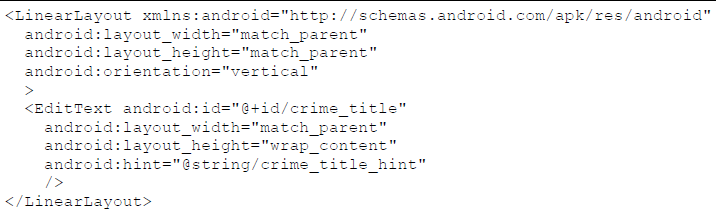 <LinearLayout xmlns:android="http://schemas.android.com/apk/res/android"
  android:layout_width="match_parent"
  android:layout_height="match_parent"
  android:orientation="vertical"
  >
  <EditText android:id="@+id/crime_title"
    android:layout_width="match_parent"
    android:layout_height="wrap_content"
    android:hint="@string/crime_title_hint"
    />
</LinearLayout>